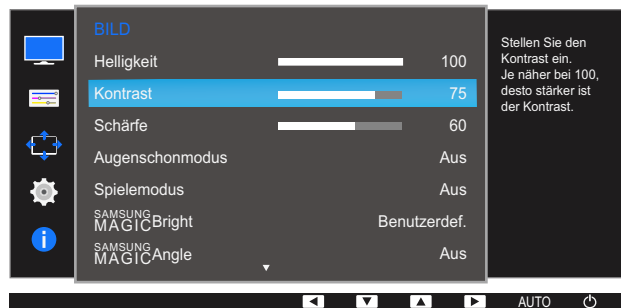 BILD
Helligkeit 100
Kontrast 75
Schärfe 60
Augenschonmodus Aus
Spielemodus Aus
SAMSUNG MAGIC Bright Benutzerdef.
SAMSUNG MAGIC Angle Aus
Stellen Sie den
Kontrast ein.
Je näher bei 100,
desto stärker ist
der Kontrast.
AUTO